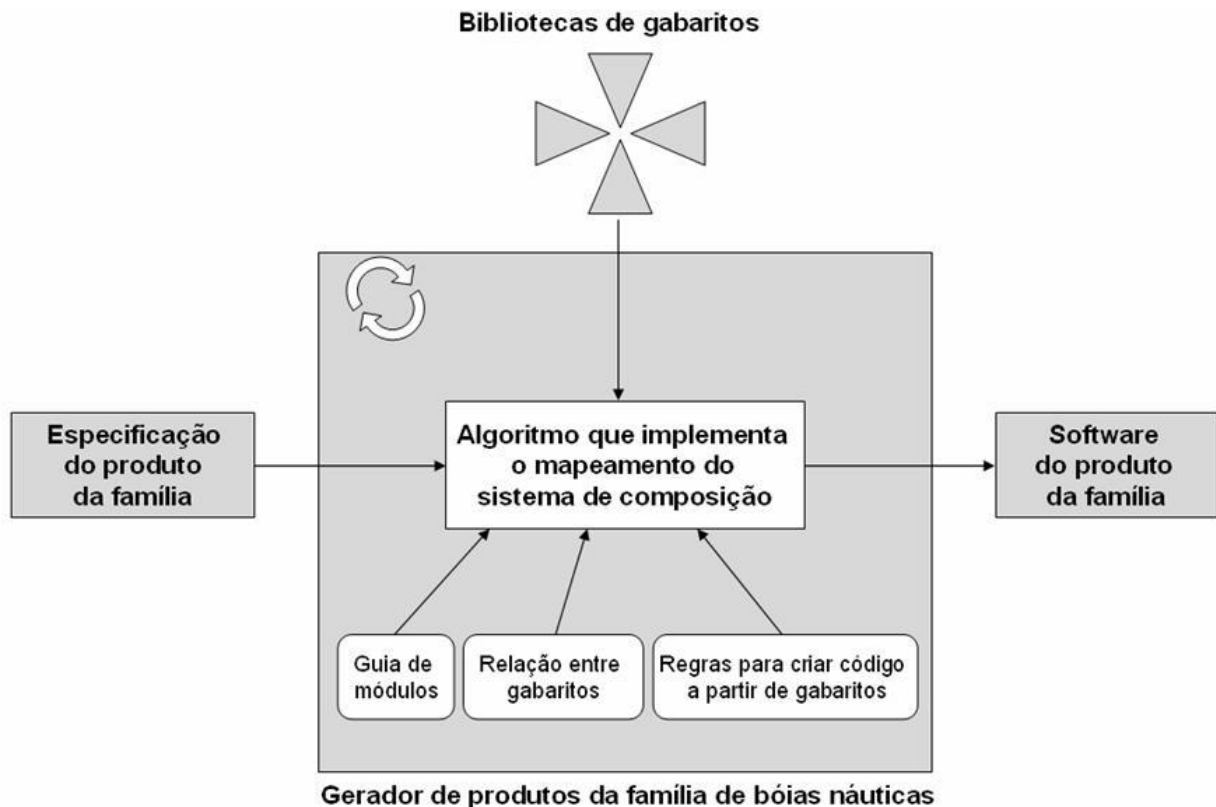 Bibliotecas de gabaritos
Especificação
do produto
da família
Algoritmo que implementa
o mapeamento do
sistema de composição
Software
do produto
da família
Guia de
módulos
Relação entre
gabaritos
Regras para criar código
a partir de gabaritos
Gerador de produtos da família de bóias náuticas